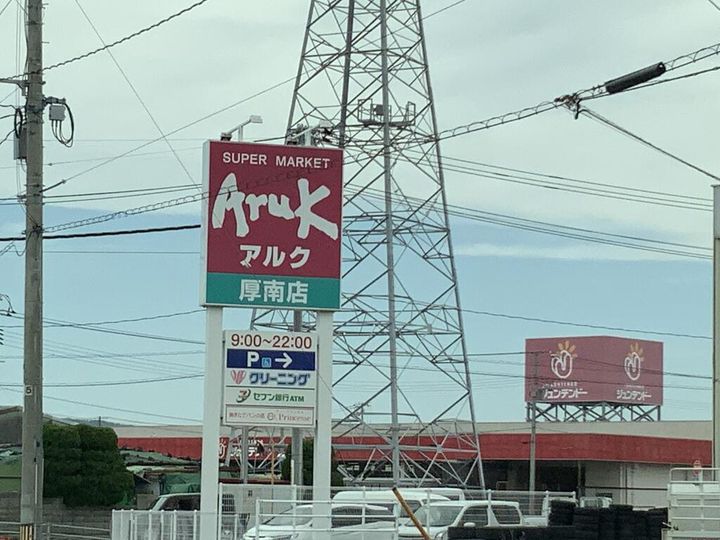 SUPER MARKET
Aruk
アルク
厚南店
9:00~22:00
P →
クリーニング
セブン銀行ATM
Princesse
ジュンテンドー
ジュンテンドー
5